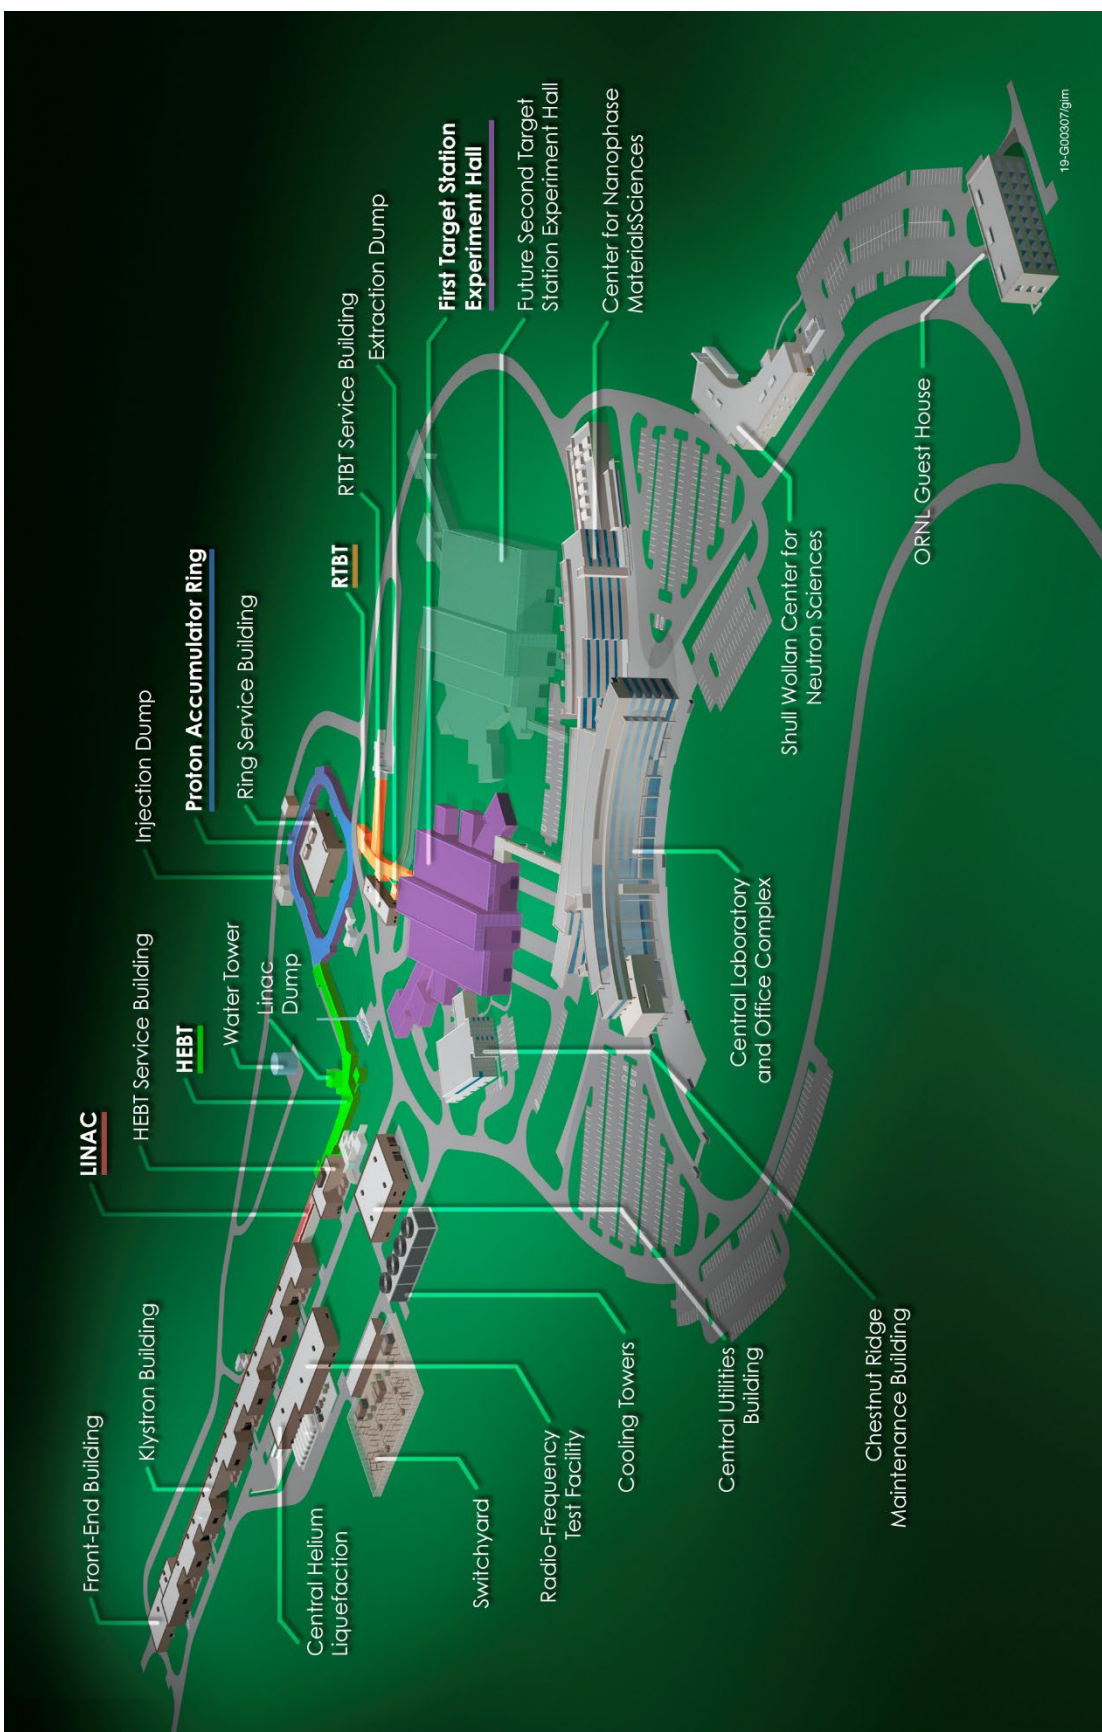 Front-End Building
Klystron Building
LINAC
HEBT Service Building
HEBT
Water Tower
Linac
Dump
Injection Dump
Proton Accumulator Ring
Ring Service Building
RTBT
RTBT Service Building
Extraction Dump
First Target Station
Experiment Hall
Future Second Target
Station Experiment Hall
Center for Nanophase
MaterialsSciences
Central Helium
Liquefaction
Switchyard
Radio-Frequency
Test Facility
Cooling Towers
Central Utilities
Building
Chestnut Ridge
Maintenance Building
Central Laboratory
and Office Complex
Shull Wollan Center for
Neutron Sciences
ORNL Guest House
19-G00307/gim